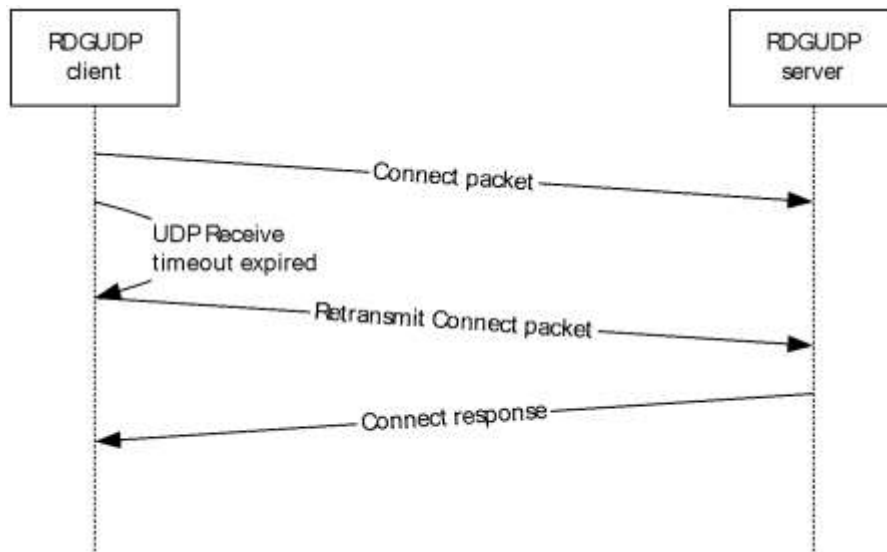 RDGUDP
client
RDGUDP
server
Connect packet
UDP Receive
timeout expired
Retransmit Connect packet
Connect response